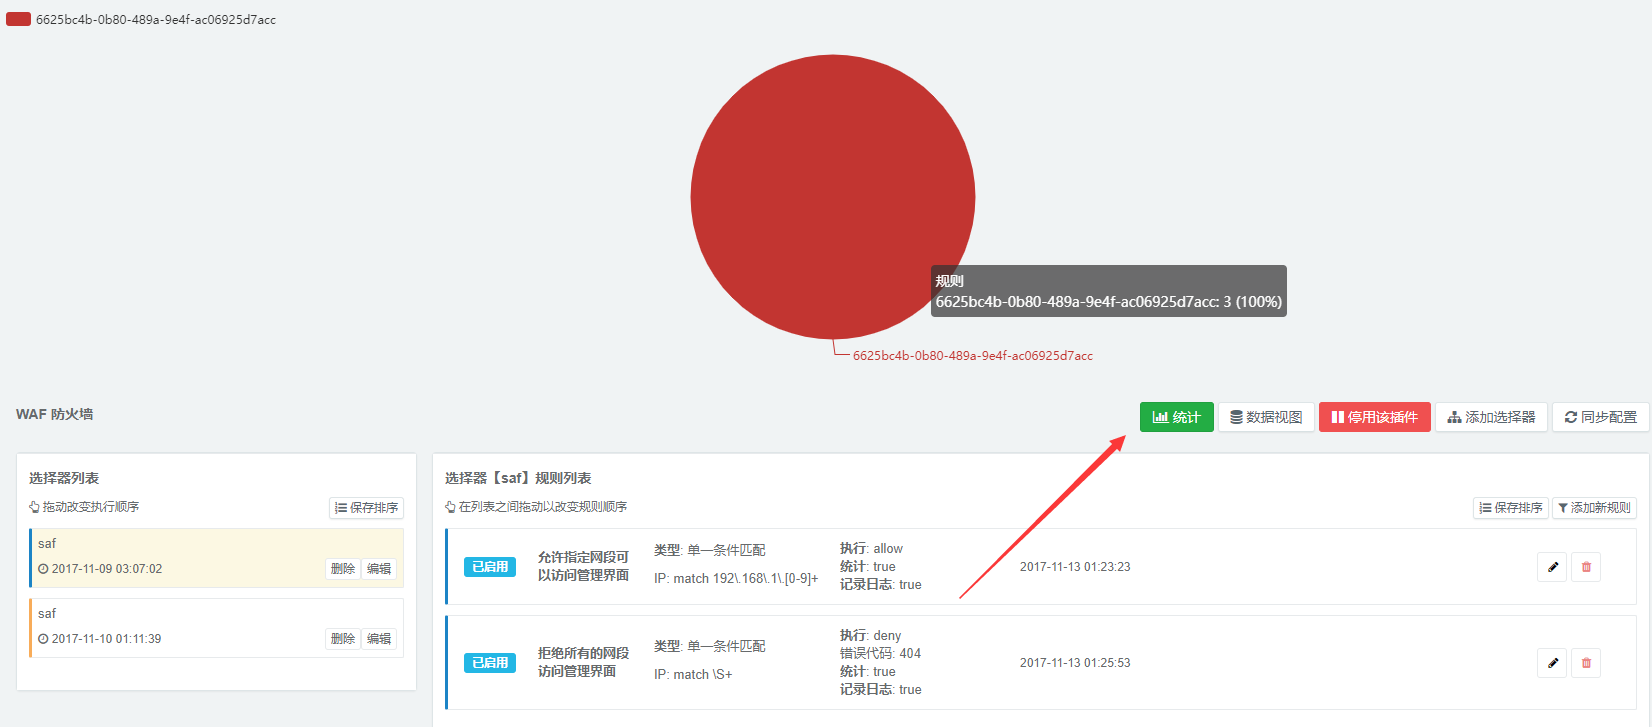 6625bc4b-0b80-489a-9e4f-ac06925d7acc
规则
6625bc4b-0b80-489a-9e4f-ac06925d7acc: 3 (100%)
6625bc4b-0b80-489a-9e4f-ac06925d7acc
WAF 防火墙
统计 数据视图 停用该插件 添加选择器 同步配置
选择器列表
拖动改变执行顺序 保存排序
saf
2017-11-09 03:07:02 删除 编辑
saf
2017-11-10 01:11:39 删除 编辑
选择器【saf】规则列表
在列表之间拖动以改变规则顺序 保存排序 添加新规则
已启用
允许指定网段可
以访问管理界面
类型: 单一条件匹配
IP: match 192\.168\.1\.[0-9]+
执行: allow
统计: true
记录日志: true
2017-11-13 01:23:23
已启用
拒绝所有的网段
访问管理界面
类型: 单一条件匹配
IP: match \S+
执行: deny
错误代码: 404
统计: true
记录日志: true
2017-11-13 01:25:53